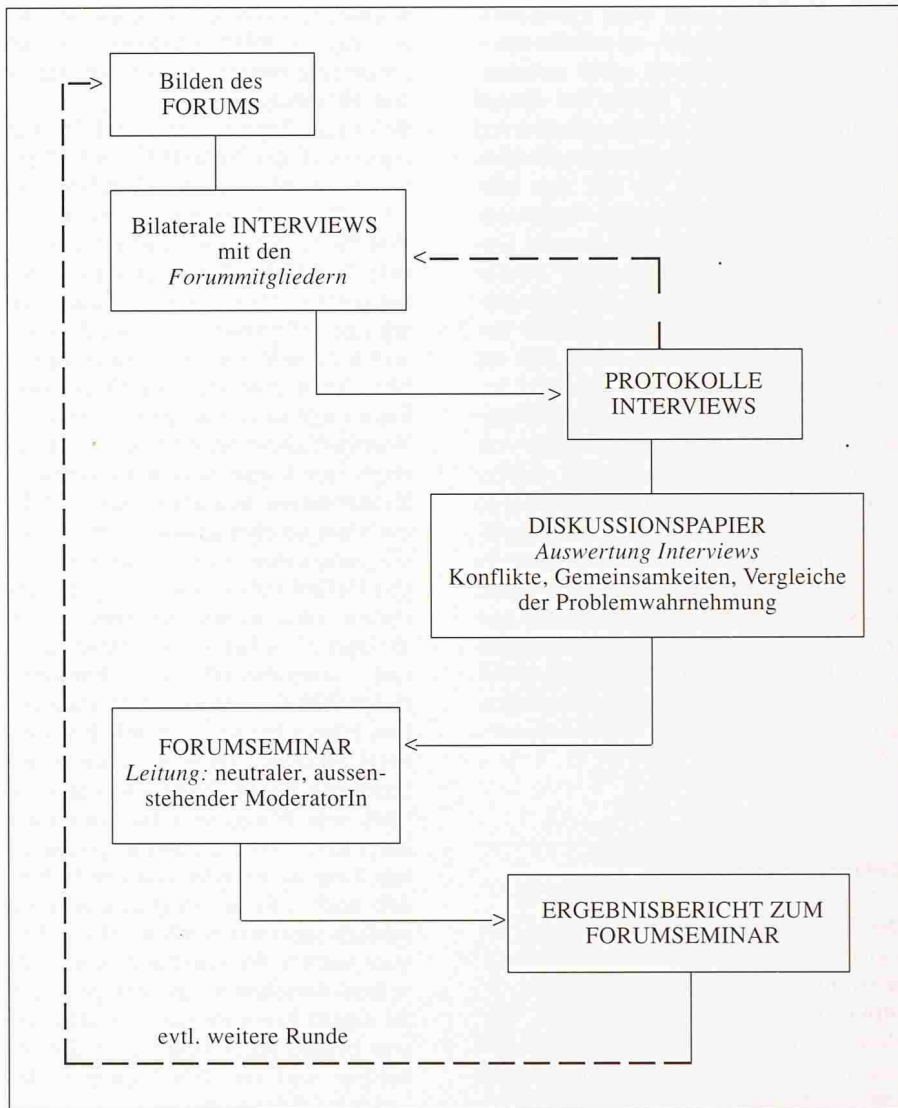 Bilden des
FORUMS
Bilaterale INTERVIEWS
mit den
Forummitgliedern
PROTOKOLLE
INTERVIEWS
DISKUSSIONSPAPIER
Auswertung Interviews
Konflikte, Gemeinsamkeiten, Vergleiche
der Problemwahrnehmung
FORUMSEMINAR
Leitung: neutraler, aussen-
stehender ModeratorIn
ERGEBNISBERICHT ZUM
FORUMSEMINAR
evtl. weitere Runde